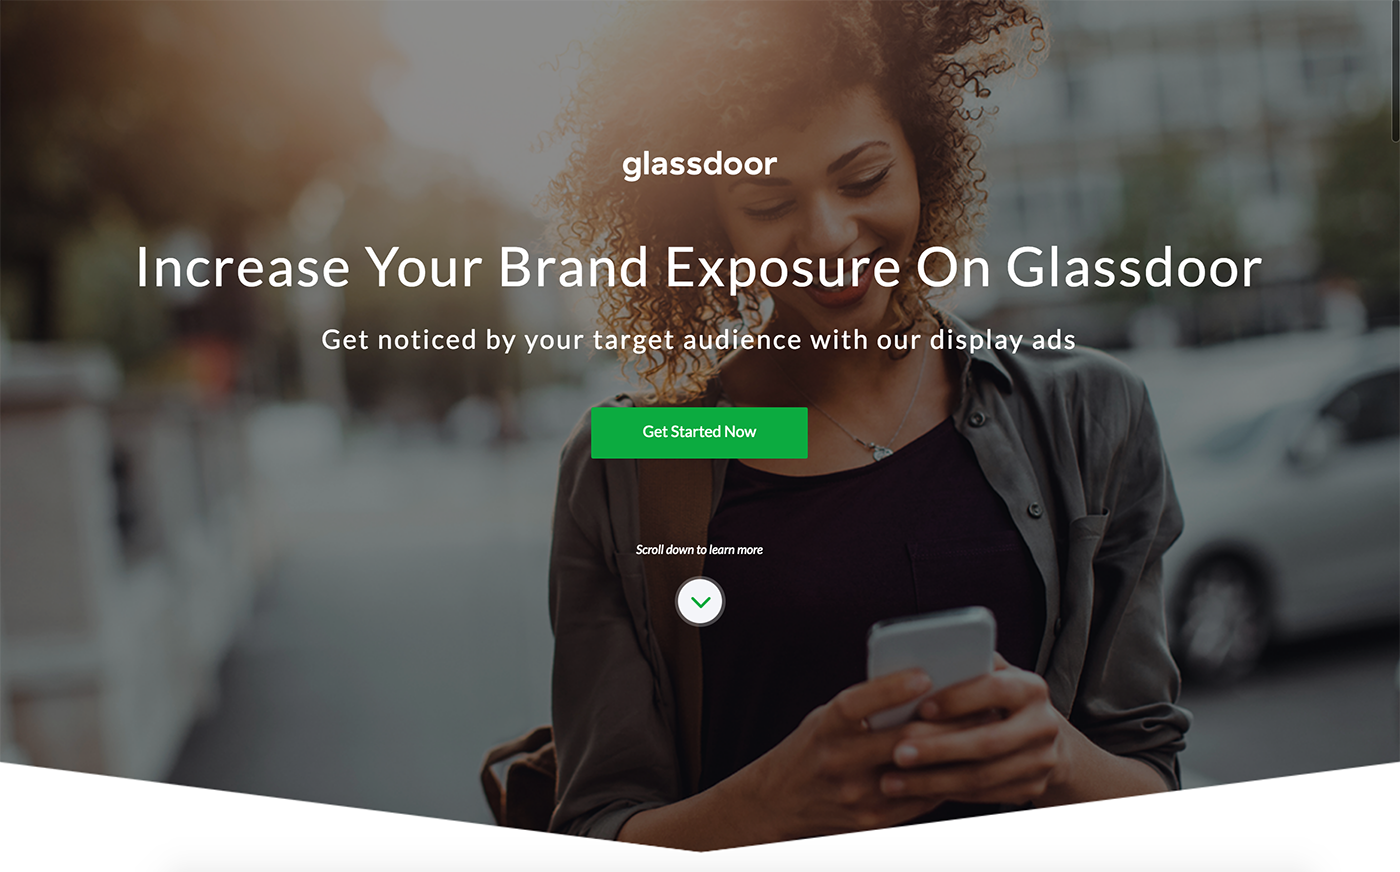 glassdoor
Increase Your Brand Exposure On Glassdoor
Get noticed by your target audience with our display ads
Get Started Now
Scroll down to learn more